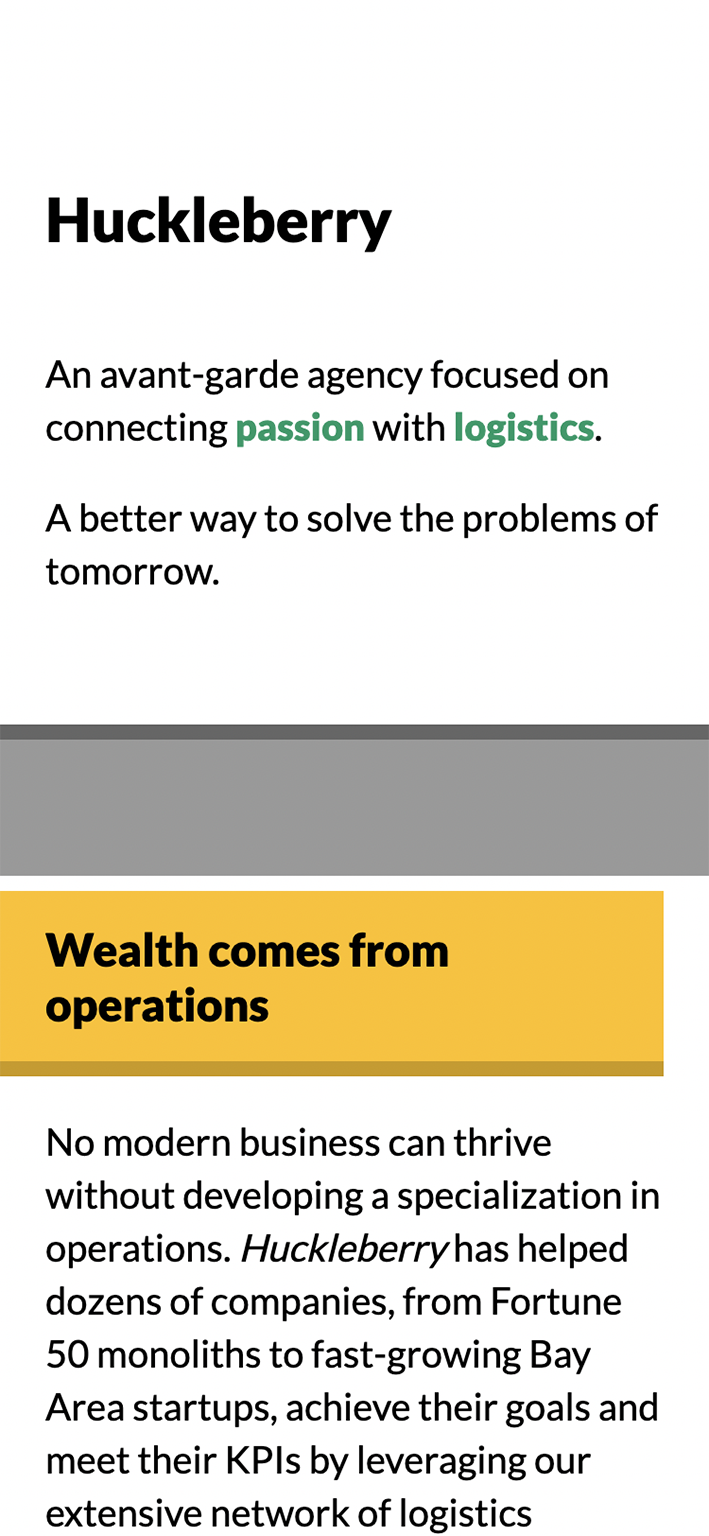 Huckleberry
An avant-garde agency focused on
connecting passion with logistics.
A better way to solve the problems of
tomorrow.
Wealth comes from
operations
No modern business can thrive
without developing a specialization in
operations. Huckleberry has helped
dozens of companies, from Fortune
50 monoliths to fast-growing Bay
Area startups, achieve their goals and
meet their KPIs by leveraging our
extensive network of logistics